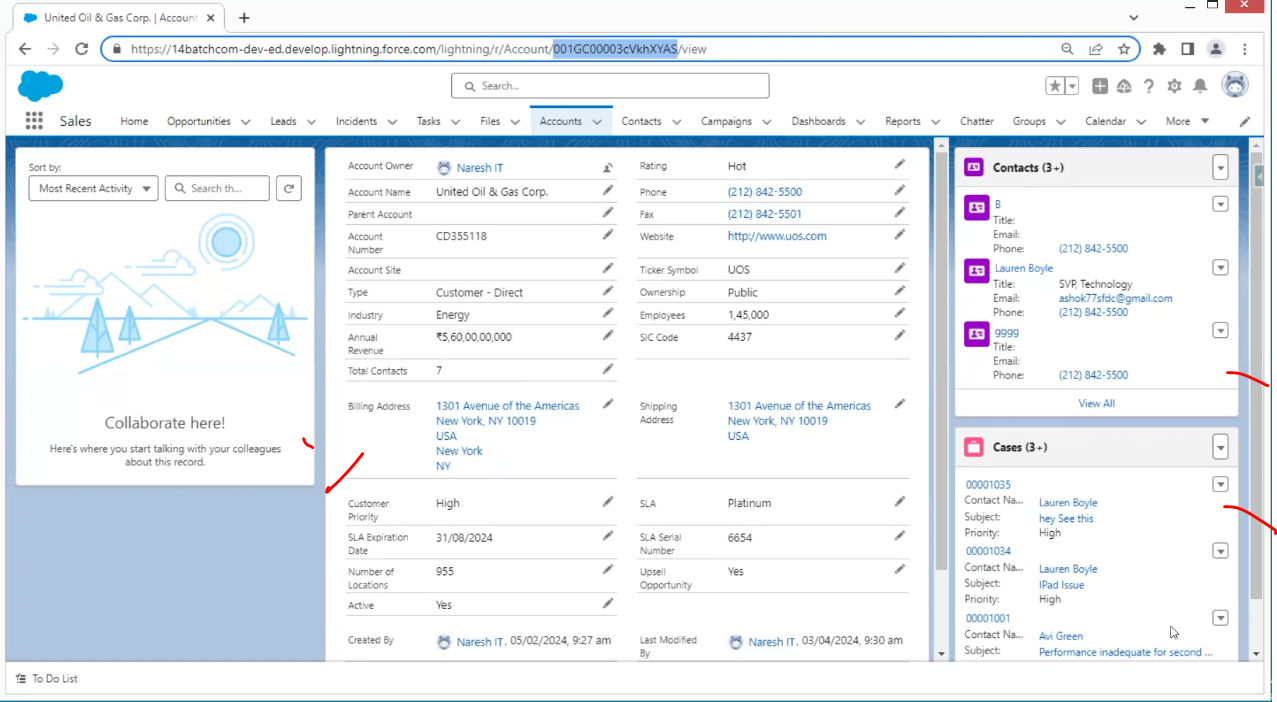 United Oil & Gas Corp. | Account
https://14batchcom-dev-ed.develop.lightning.force.com/lightning/r/Account/001GC00003cVkhXYAS/view
Search...
Sales Home Opportunities Leads Incidents Tasks Files Accounts Contacts Campaigns Dashboards Reports Chatter Groups Calendar More
Sort by:
Most Recent Activity
Search th...
Collaborate here!
Here's where you start talking with your colleagues
about this record.
Account Owner Naresh IT Rating Hot
Account Name United Oil & Gas Corp. Phone (212) 842-5500
Parent Account Fax (212) 842-5501
Account
Number CD355118 Website http://www.uos.com
Account Site Ticker Symbol UOS
Type Customer - Direct Ownership Public
Industry Energy Employees 1,45,000
Annual
Revenue ₹5,60,00,00,000 SIC Code 4437
Total Contacts 7
Billing Address 1301 Avenue of the Americas
New York, NY 10019
USA
New York
NY
Shipping
Address 1301 Avenue of the Americas
New York, NY 10019
USA
Customer
Priority High SLA Platinum
SLA Expiration
Date 31/08/2024 SLA Serial
Number 6654
Number of
Locations 955 Upsell
Opportunity Yes
Active Yes
Created By Naresh IT, 05/02/2024, 9:27 am Last Modified
By Naresh IT, 03/04/2024, 9:30 am
Contacts (3+)
B
Title:
Email:
Phone: (212) 842-5500
Lauren Boyle
Title: SVP, Technology
Email: ashok77sfdc@gmail.com
Phone: (212) 842-5500
gggg
Title:
Email:
Phone: (212) 842-5500
View All
Cases (3+)
00001035
Contact Na... Lauren Boyle
Subject: hey See this
Priority: High
00001034
Contact Na... Lauren Boyle
Subject: IPad Issue
Priority: High
00001001
Contact Na... Avi Green
Subject: Performance inadequate for second ...
To Do List